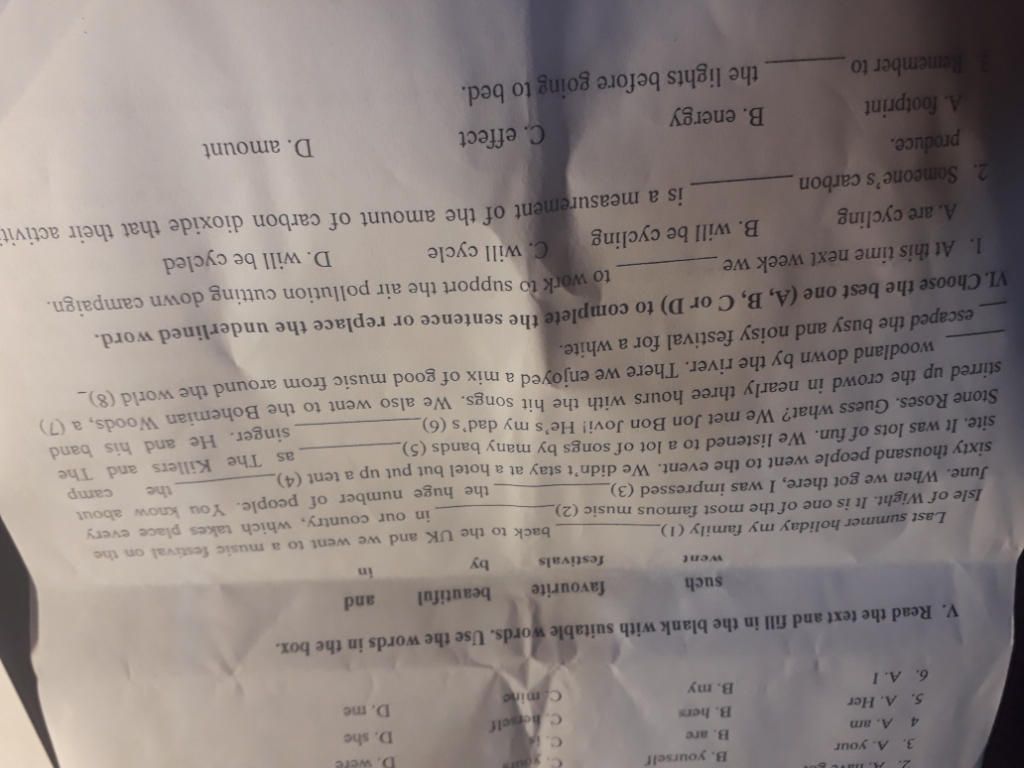 2. A. have got B. yourself C. yours D. were
3. A. your B. are C. is D. she
4 A. am B. hers C. herself D. me
5. A. Her B. my C. mine
6. A. I
V. Read the text and fill in the blank with suitable words. Use the words in the box.
such favourite beautiful and
went festivals by in
Last summer holiday my family (1)__________ back to the UK and we went to a music festival on the
Isle of Wight. It is one of the most famous music (2)__________ in our country, which takes place every
June. When we got there, I was impressed (3)__________ the huge number of people. You know about
sixty thousand people went to the event. We didn't stay at a hotel but put up a tent (4)__________ the camp
site. It was lots of fun. We listened to a lot of songs by many bands (5)__________ as The Killers and The
Stone Roses. Guess what? We met Jon Bon Jovi! He's my dad's (6)__________ singer. He and his band
stirred up the crowd in nearly three hours with the hit songs. We also went to the Bohemian Woods, a (7)
______ woodland down by the river. There we enjoyed a mix of good music from around the world (8)_
___ escaped the busy and noisy festival for a white.
VI. Choose the best one (A, B, C or D) to complete the sentence or replace the underlined word.
1. At this time next week we __________ to work to support the air pollution cutting down campaign.
A. are cycling B. will be cycling C. will cycle D. will be cycled
2. Someone's carbon __________ is a measurement of the amount of carbon dioxide that their
produce.
A. footprint B. energy C. effect D. amount
3. Remember to ________ the lights before going to bed.